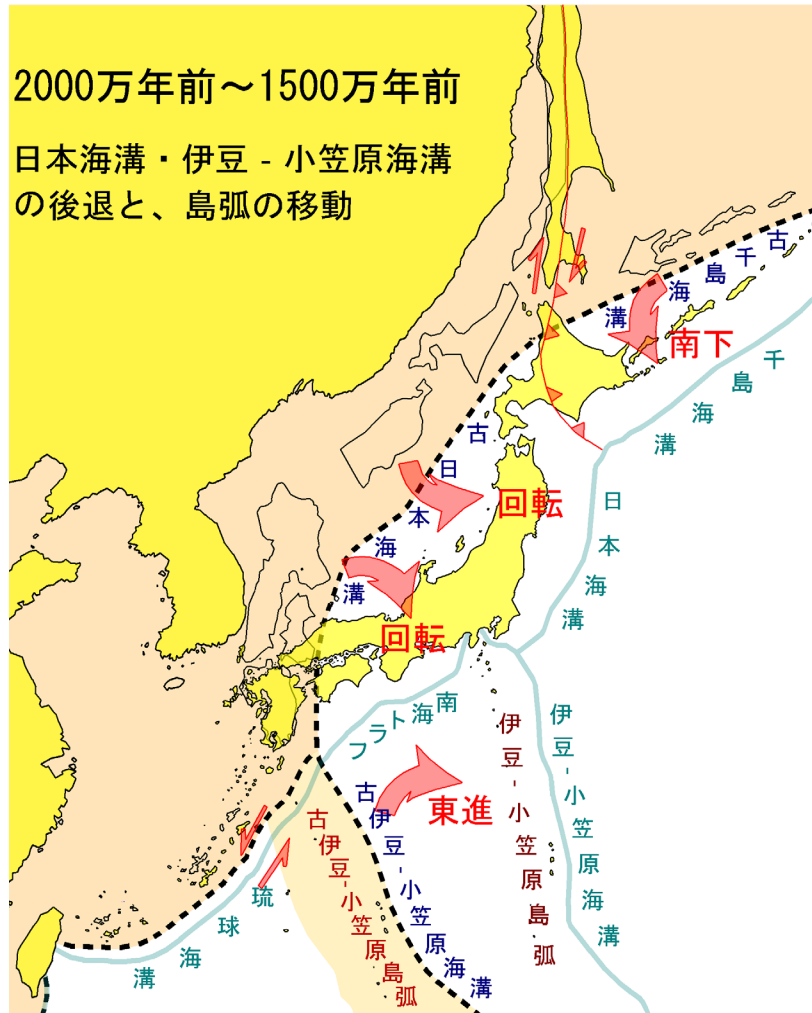 2000万年前～1500万年前
日本海溝・伊豆‐小笠原海溝
の後退と、島弧の移動
古千島海溝
南下
千島海溝
古日本海溝
回転
日本海溝
回転
南海トラフ
伊豆‐小笠原島弧
伊豆‐小笠原海溝
東進
古伊豆‐小笠原海溝
古伊豆‐小笠原島弧
琉球海溝